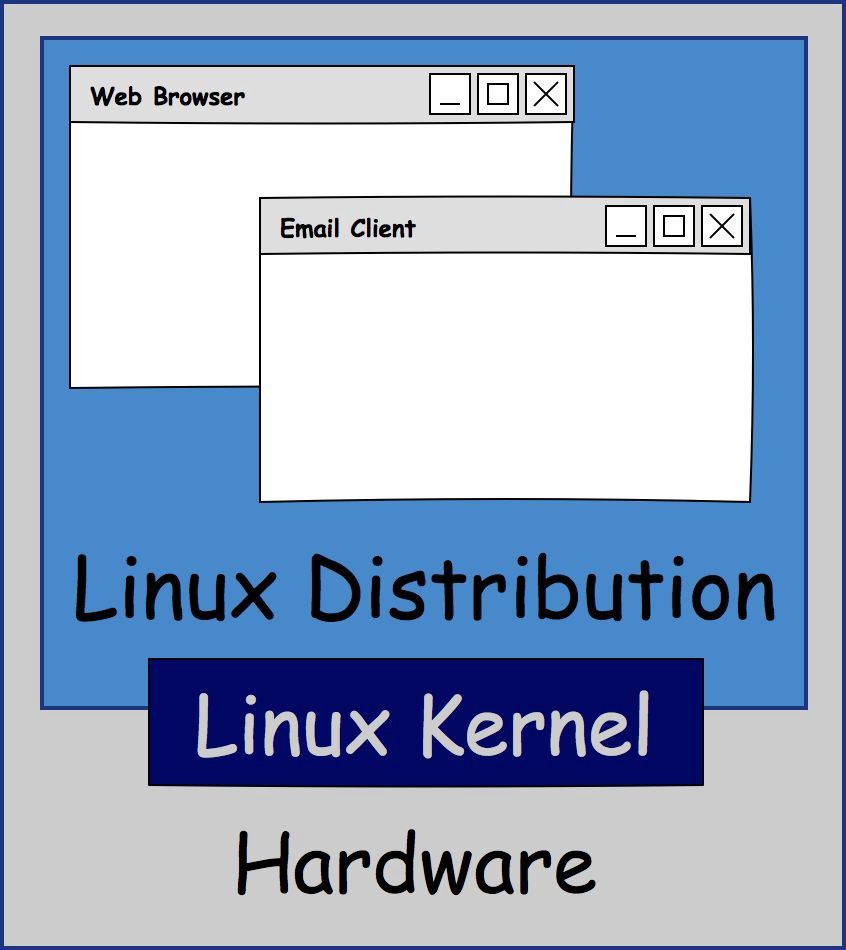 Web Browser
Email Client
Linux Distribution
Linux Kernel
Hardware